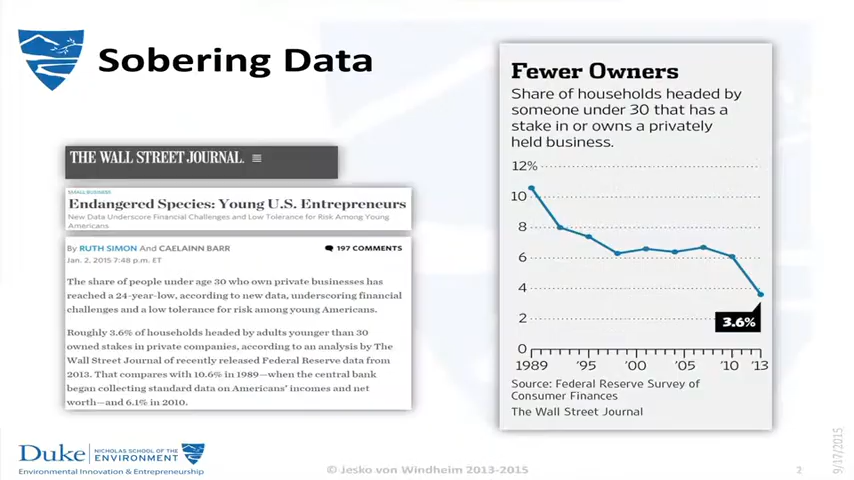 Sobering Data
THE WALL STREET JOURNAL. ≡
SMALL BUSINESS
Endangered Species: Young U.S. Entrepreneurs
New Data Underscore Financial Challenges and Low Tolerance for Risk Among Young
Americans
By RUTH SIMON And CAELAINN BARR
197 COMMENTS
Jan. 2, 2015 7:48 p.m. ET
The share of people under age 30 who own private businesses has
reached a 24-year-low, according to new data, underscoring financial
challenges and a low tolerance for risk among young Americans.
Roughly 3.6% of households headed by adults younger than 30
owned stakes in private companies, according to an analysis by The
Wall Street Journal of recently released Federal Reserve data from
2013. That compares with 10.6% in 1989—when the central bank
began collecting standard data on Americans' incomes and net
worth—and 6.1% in 2010.
Fewer Owners
Share of households headed by
someone under 30 that has a
stake in or owns a privately
held business.
12%
10
8
6
4
2
0
3.6%
1989 '95 '00 '05 '10 '13
Source: Federal Reserve Survey of
Consumer Finances
The Wall Street Journal
Duke
NICHOLAS SCHOOL OF THE
ENVIRONMENT
Environmental Innovation & Entrepreneurship
© Jesko von Windheim 2013-2015
2
9/17/2015